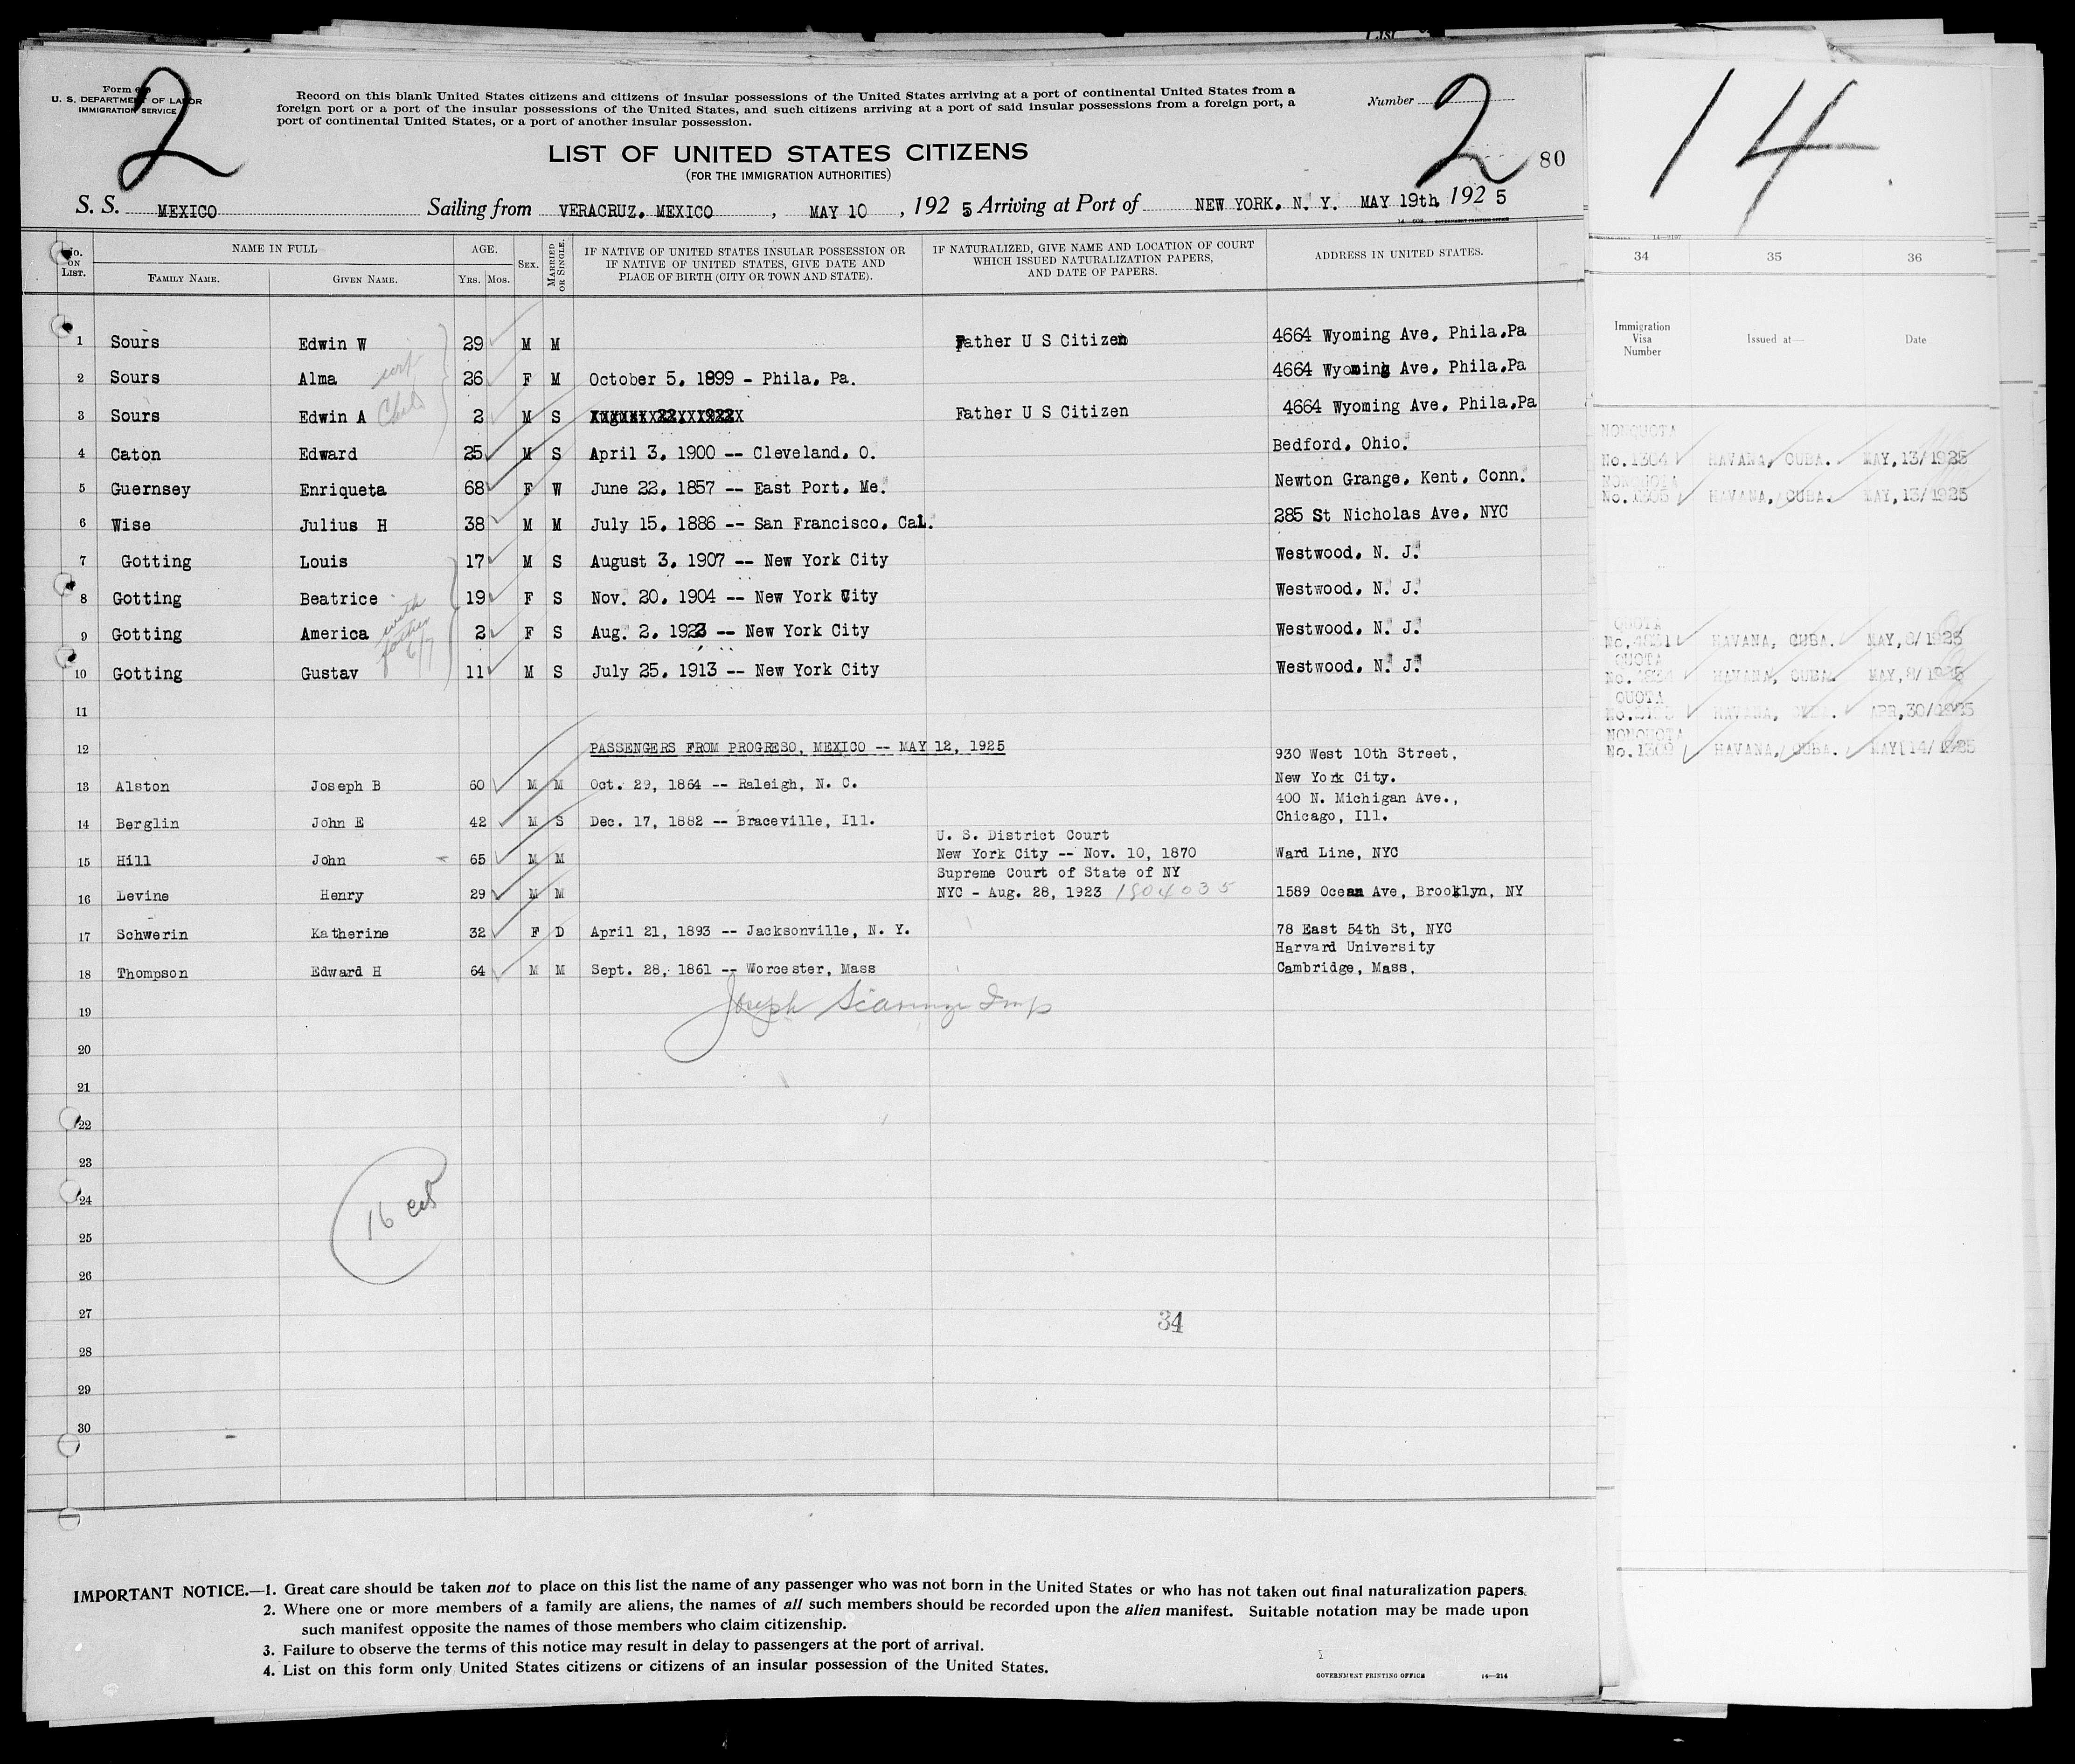 List
Form 6
U. S. DEPARTMENT OF LABOR
IMMIGRATION SERVICE
2
Record on this blank United States citizens and citizens of insular possessions of the United States arriving at a port of continental United States from a
foreign port or a port of the insular possessions of the United States, and such citizens arriving at a port of said insular possessions from a foreign port, a
port of continental United States, or a port of another insular possession.
Number
2
80
LIST OF UNITED STATES CITIZENS
(FOR THE IMMIGRATION AUTHORITIES)
S. S. MEXICO Sailing from VERACRUZ, MEXICO , MAY 10 , 192 5 Arriving at Port of NEW YORK, N. Y. MAY 19th, 192 5
No. ON LIST. NAME IN FULL AGE. SEX. MARRIED OR SINGLE. IF NATIVE OF UNITED STATES INSULAR POSSESSION OR IF NATIVE OF UNITED STATES, GIVE DATE AND PLACE OF BIRTH (CITY OR TOWN AND STATE). IF NATURALIZED, GIVE NAME AND LOCATION OF COURT WHICH ISSUED NATURALIZATION PAPERS, AND DATE OF PAPERS. ADDRESS IN UNITED STATES.
FAMILY NAME. GIVEN NAME. YRS. MOS.
1 Sours Edwin W 29 M M Father U S Citizen 4664 Wyoming Ave, Phila,Pa
2 Sours Alma wife 26 F M October 5, 1899 - Phila, Pa. 4664 Wyoming Ave, Phila,Pa
3 Sours Edwin A Child 2 M S Father U S Citizen 4664 Wyoming Ave, Phila,Pa
4 Caton Edward 25 M S April 3, 1900 -- Cleveland, O. Bedford, Ohio.
5 Guernsey Enriqueta 68 F W June 22, 1857 -- East Port, Me. Newton Grange, Kent, Conn.
6 Wise Julius H 38 M M July 15, 1886 -- San Francisco, Cal. 285 St Nicholas Ave, NYC
7 Gotting Louis 17 M S August 3, 1907 -- New York City Westwood, N. J.
8 Gotting Beatrice 19 F S Nov. 20, 1904 -- New York City Westwood, N. J.
9 Gotting America with father 6/7 2 F S Aug. 2, 1923 -- New York City Westwood, N. J.
10 Gotting Gustav 11 M S July 25, 1913 -- New York City Westwood, N. J.
11
12 PASSENGERS FROM PROGRESO, MEXICO -- MAY 12, 1925
930 West 10th Street,
13 Alston Joseph B 60 M M Oct. 29, 1864 -- Raleigh, N. C. New York City.
400 N. Michigan Ave.,
14 Berglin John E 42 M S Dec. 17, 1882 -- Braceville, Ill. Chicago, Ill.
U. S. District Court
15 Hill John 65 M M New York City -- Nov. 10, 1870 Ward Line, NYC
Supreme Court of State of NY
16 Levine Henry 29 M M NYC - Aug. 28, 1923 1804035 1589 Ocean Ave, Brooklyn, NY
17 Schwerin Katherine 32 F D April 21, 1893 -- Jacksonville, N. Y. 78 East 54th St, NYC
Harvard University
18 Thompson Edward H 64 M M Sept. 28, 1861 -- Worcester, Mass Cambridge, Mass.
19 Joseph
20
21
22
23
24
16
25
26
27
34
28
29
30
IMPORTANT NOTICE.—1. Great care should be taken not to place on this list the name of any passenger who was not born in the United States or who has not taken out final naturalization papers.
2. Where one or more members of a family are aliens, the names of all such members should be recorded upon the alien manifest. Suitable notation may be made upon
such manifest opposite the names of those members who claim citizenship.
3. Failure to observe the terms of this notice may result in delay to passengers at the port of arrival.
4. List on this form only United States citizens or citizens of an insular possession of the United States.
GOVERNMENT PRINTING OFFICE 14—214
14
34 35 36
Immigration Visa Number Issued at— Date
NONQUOTA
No. 1304 HAVANA, CUBA. MAY, 13/1925
NONQUOTA
HAVANA, CUBA. MAY, 13/1925
QUOTA
HAVANA, CUBA. MAY, 8/1925
QUOTA
HAVANA, CUBA. MAY, 8/1925
QUOTA
HAVANA, CUBA. APR, 30/1925
NONQUOTA
No. 1309 HAVANA, CUBA. MAY 14/1925